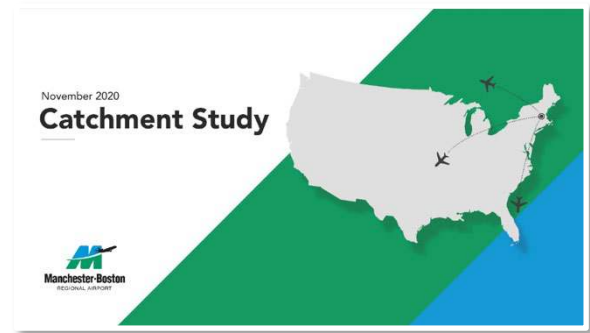 November 2020
Catchment Study
Manchester·Boston
REGIONAL AIRPORT